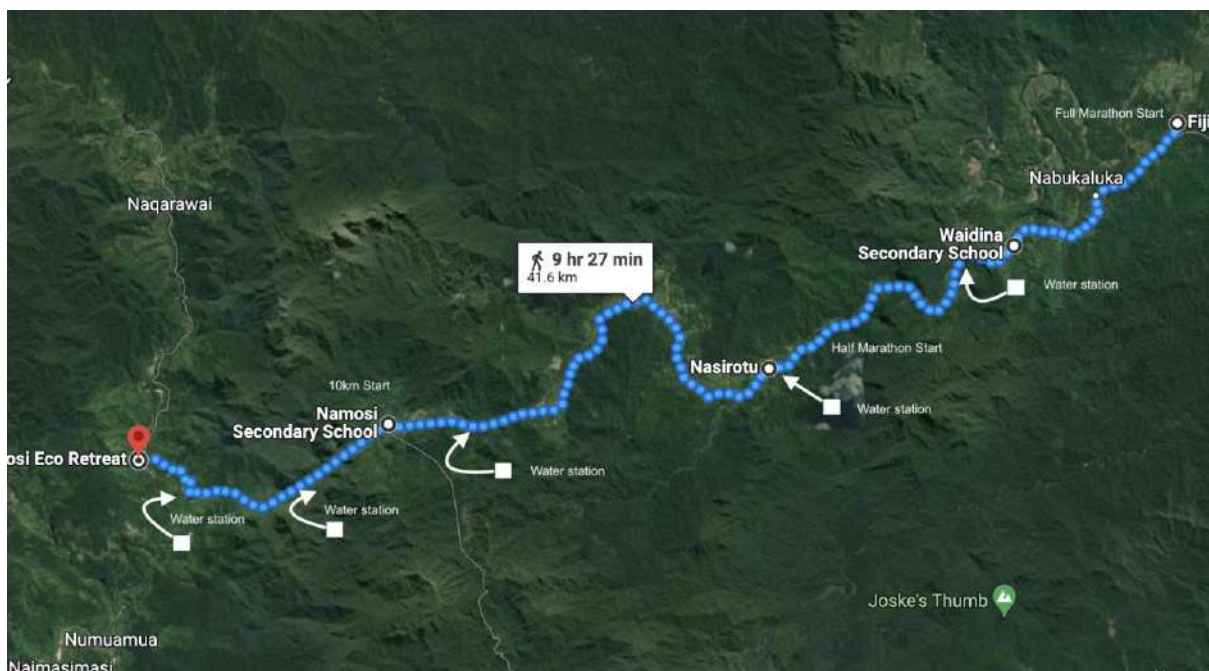 Full Marathon Start
Fiji
Nabukaluka
Naqarawai
Waidina
Secondary School
9 hr 27 min
41.6 km
Water station
Half Marathon Start
Nasirotu
10km Start
Namosi
Secondary School
Water station
osi Eco Retreat
Water station
Water station
Water station
Joske's Thumb
Numuamua
Naimasimasi